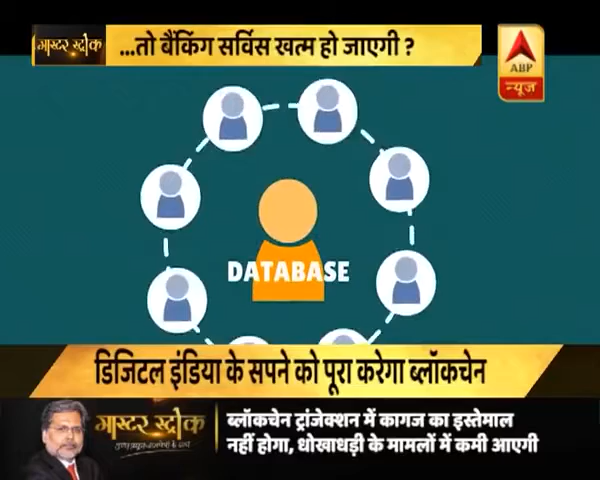 मास्टर स्ट्रोक
...तो बैंकिंग सर्विस खत्म हो जाएगी ?
ABP
न्यूज़
DATABASE
डिजिटल इंडिया के सपने को पूरा करेगा ब्लॉकचेन
मास्टर स्ट्रोक
ब्लॉकचेन ट्रांजेक्शन में कागज का इस्तेमाल
नहीं होगा, धोखाधड़ी के मामलों में कमी आएगी